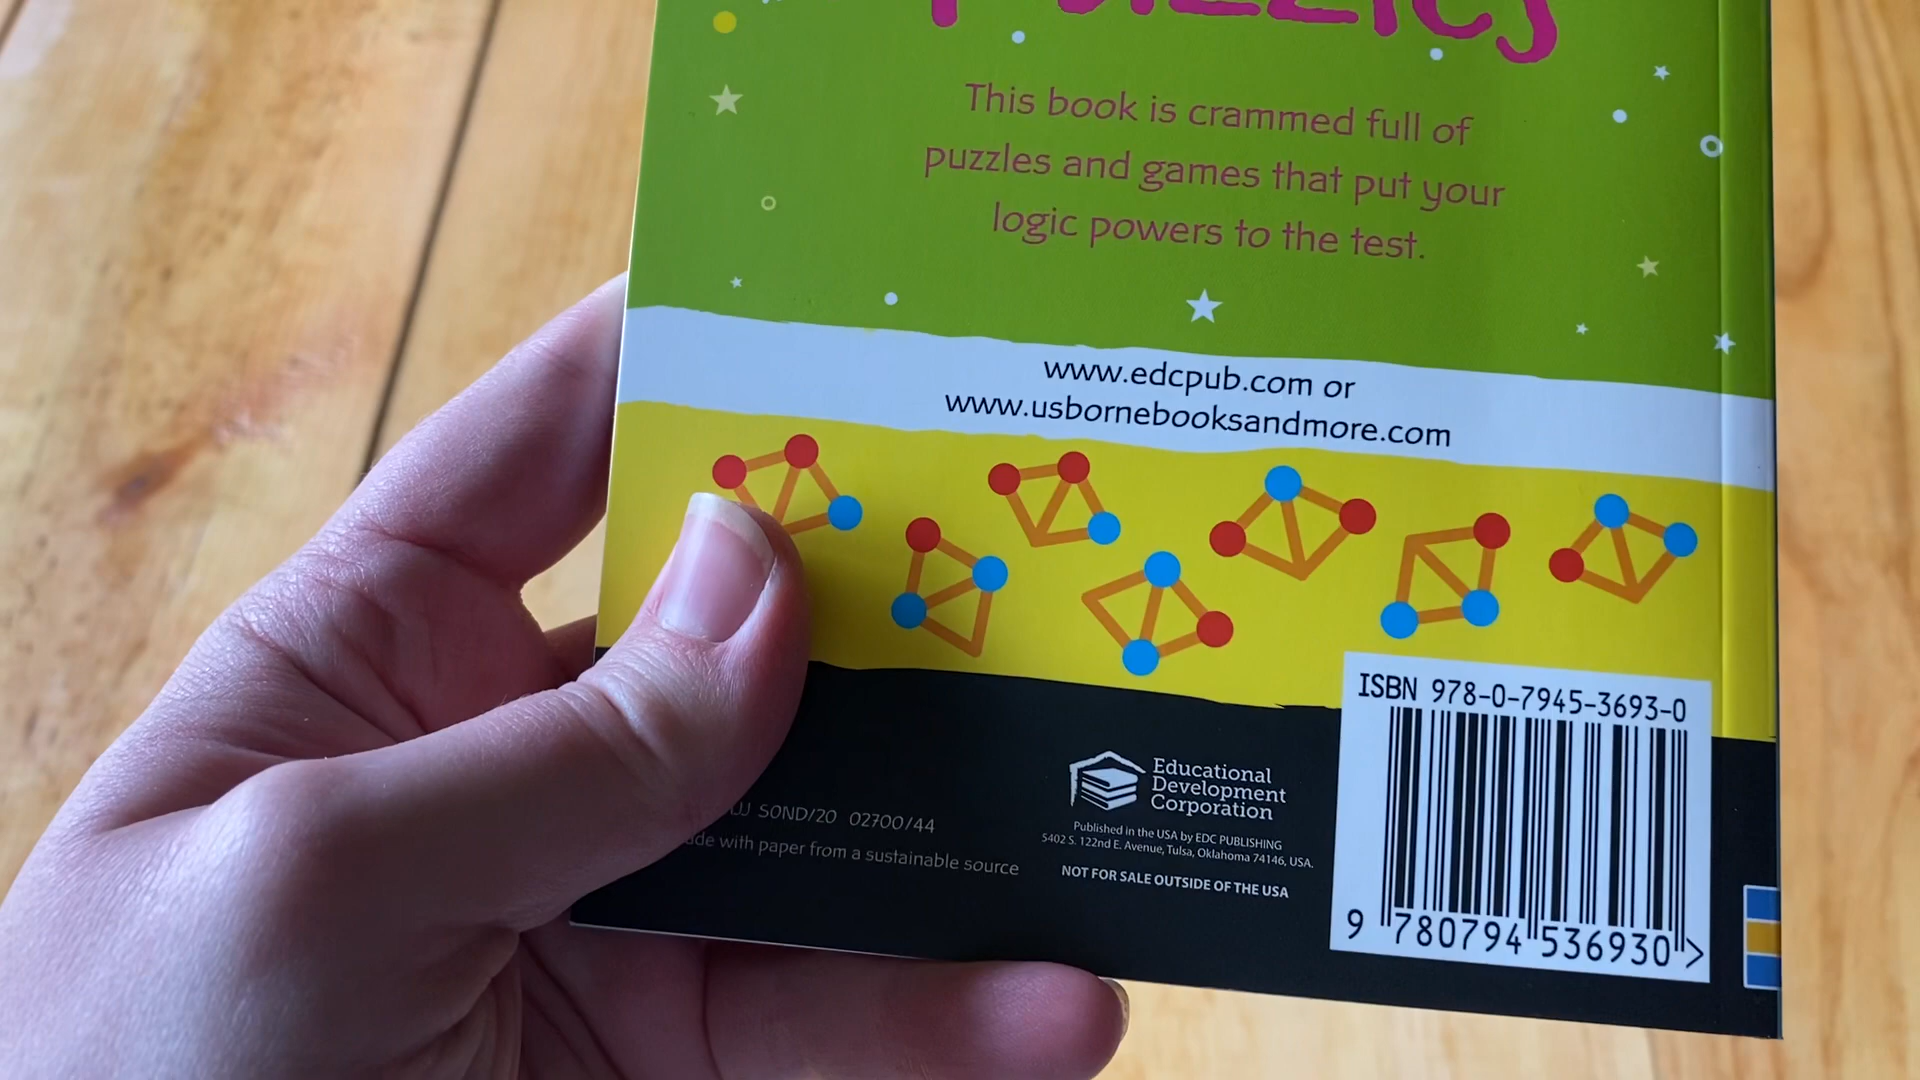 puzzles
This book is crammed full of
puzzles and games that put your
logic powers to the test.
www.edcpub.com or
www.usbornebooksandmore.com
ISBN 978-0-7945-3693-0
9 780794 536930 >
Educational
Development
Corporation
Published in the USA by EDC PUBLISHING
5402 S. 122nd E. Avenue, Tulsa, Oklahoma 74146, USA.
NOT FOR SALE OUTSIDE OF THE USA
SOND/20 02700/44
with paper from a sustainable source